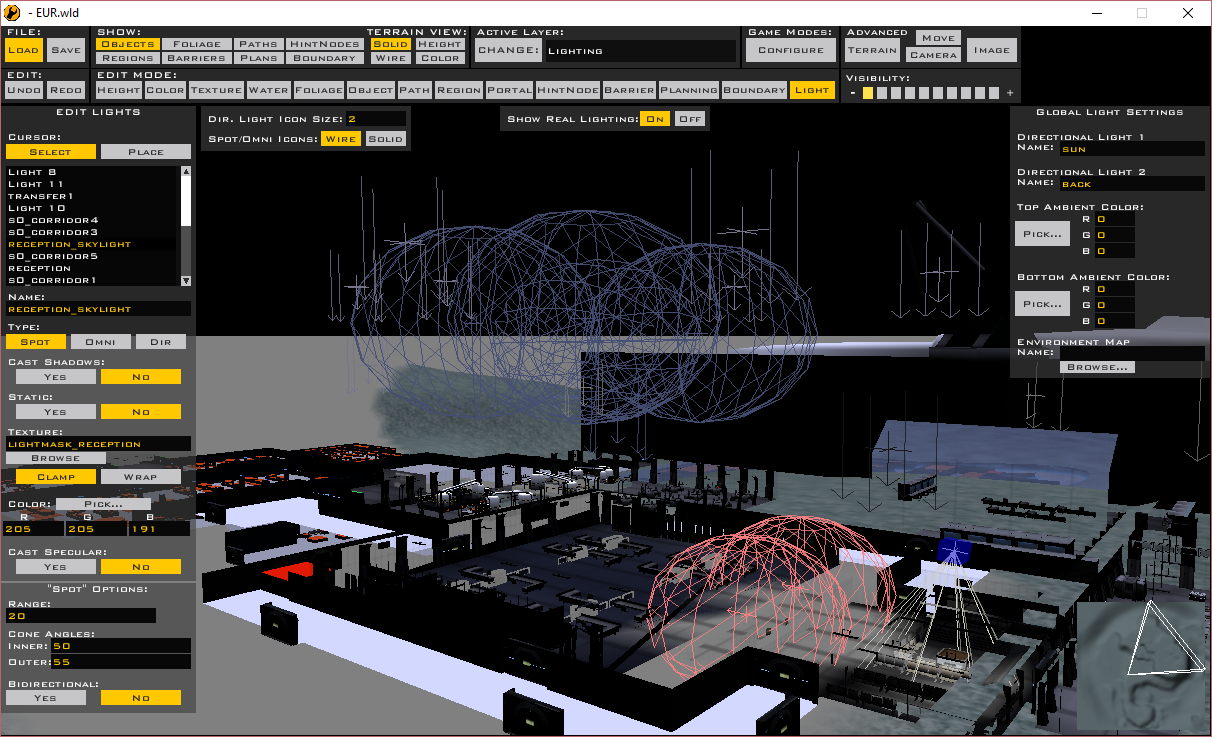 - EUR.wld
FILE:
LOAD SAVE
SHOW:
OBJECTS FOLIAGE PATHS HINTNODES
REGIONS BARRIERS PLANS BOUNDARY
TERRAIN VIEW:
SOLID HEIGHT
WIRE COLOR
ACTIVE LAYER:
CHANGE: LIGHTING
GAME MODES:
CONFIGURE
ADVANCED
TERRAIN
MOVE
CAMERA
IMAGE
EDIT:
UNDO REDO
EDIT MODE:
HEIGHT COLOR TEXTURE WATER FOLIAGE OBJECT PATH REGION PORTAL HINTNODE BARRIER PLANNING BOUNDARY LIGHT
VISIBILITY:
- +
EDIT LIGHTS
CURSOR:
SELECT PLACE
LIGHT 8
LIGHT 11
TRANSFER1
LIGHT 10
SO_CORRIDOR4
SO_CORRIDOR3
RECEPTION_SKYLIGHT
SO_CORRIDOR5
RECEPTION
SO_CORRIDOR1
NAME:
RECEPTION_SKYLIGHT
TYPE:
SPOT OMNI DIR
CAST SHADOWS:
YES NO
STATIC:
YES NO
TEXTURE:
LIGHTMASK_RECEPTION
BROWSE
CLAMP WRAP
COLOR: PICK...
R G B
205 205 191
CAST SPECULAR:
YES NO
"SPOT" OPTIONS:
RANGE:
20
CONE ANGLES:
INNER: 50
OUTER: 55
BIDIRECTIONAL:
YES NO
DIR. LIGHT ICON SIZE: 2
SPOT/OMNI ICONS: WIRE SOLID
SHOW REAL LIGHTING: ON OFF
GLOBAL LIGHT SETTINGS
DIRECTIONAL LIGHT 1
NAME: SUN
DIRECTIONAL LIGHT 2
NAME: BACK
TOP AMBIENT COLOR:
PICK...
R 0
G 0
B 0
BOTTOM AMBIENT COLOR:
PICK...
R 0
G 0
B 0
ENVIRONMENT MAP
NAME:
BROWSE...